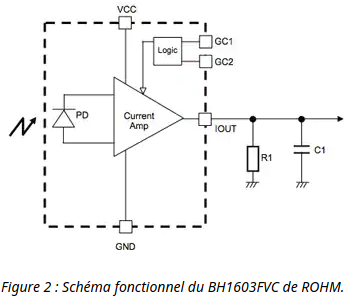 VCC
GC1
Logic
GC2
PD
Current
Amp
IOUT
R1
C1
GND
Figure 2 : Schéma fonctionnel du BH1603FVC de ROHM.